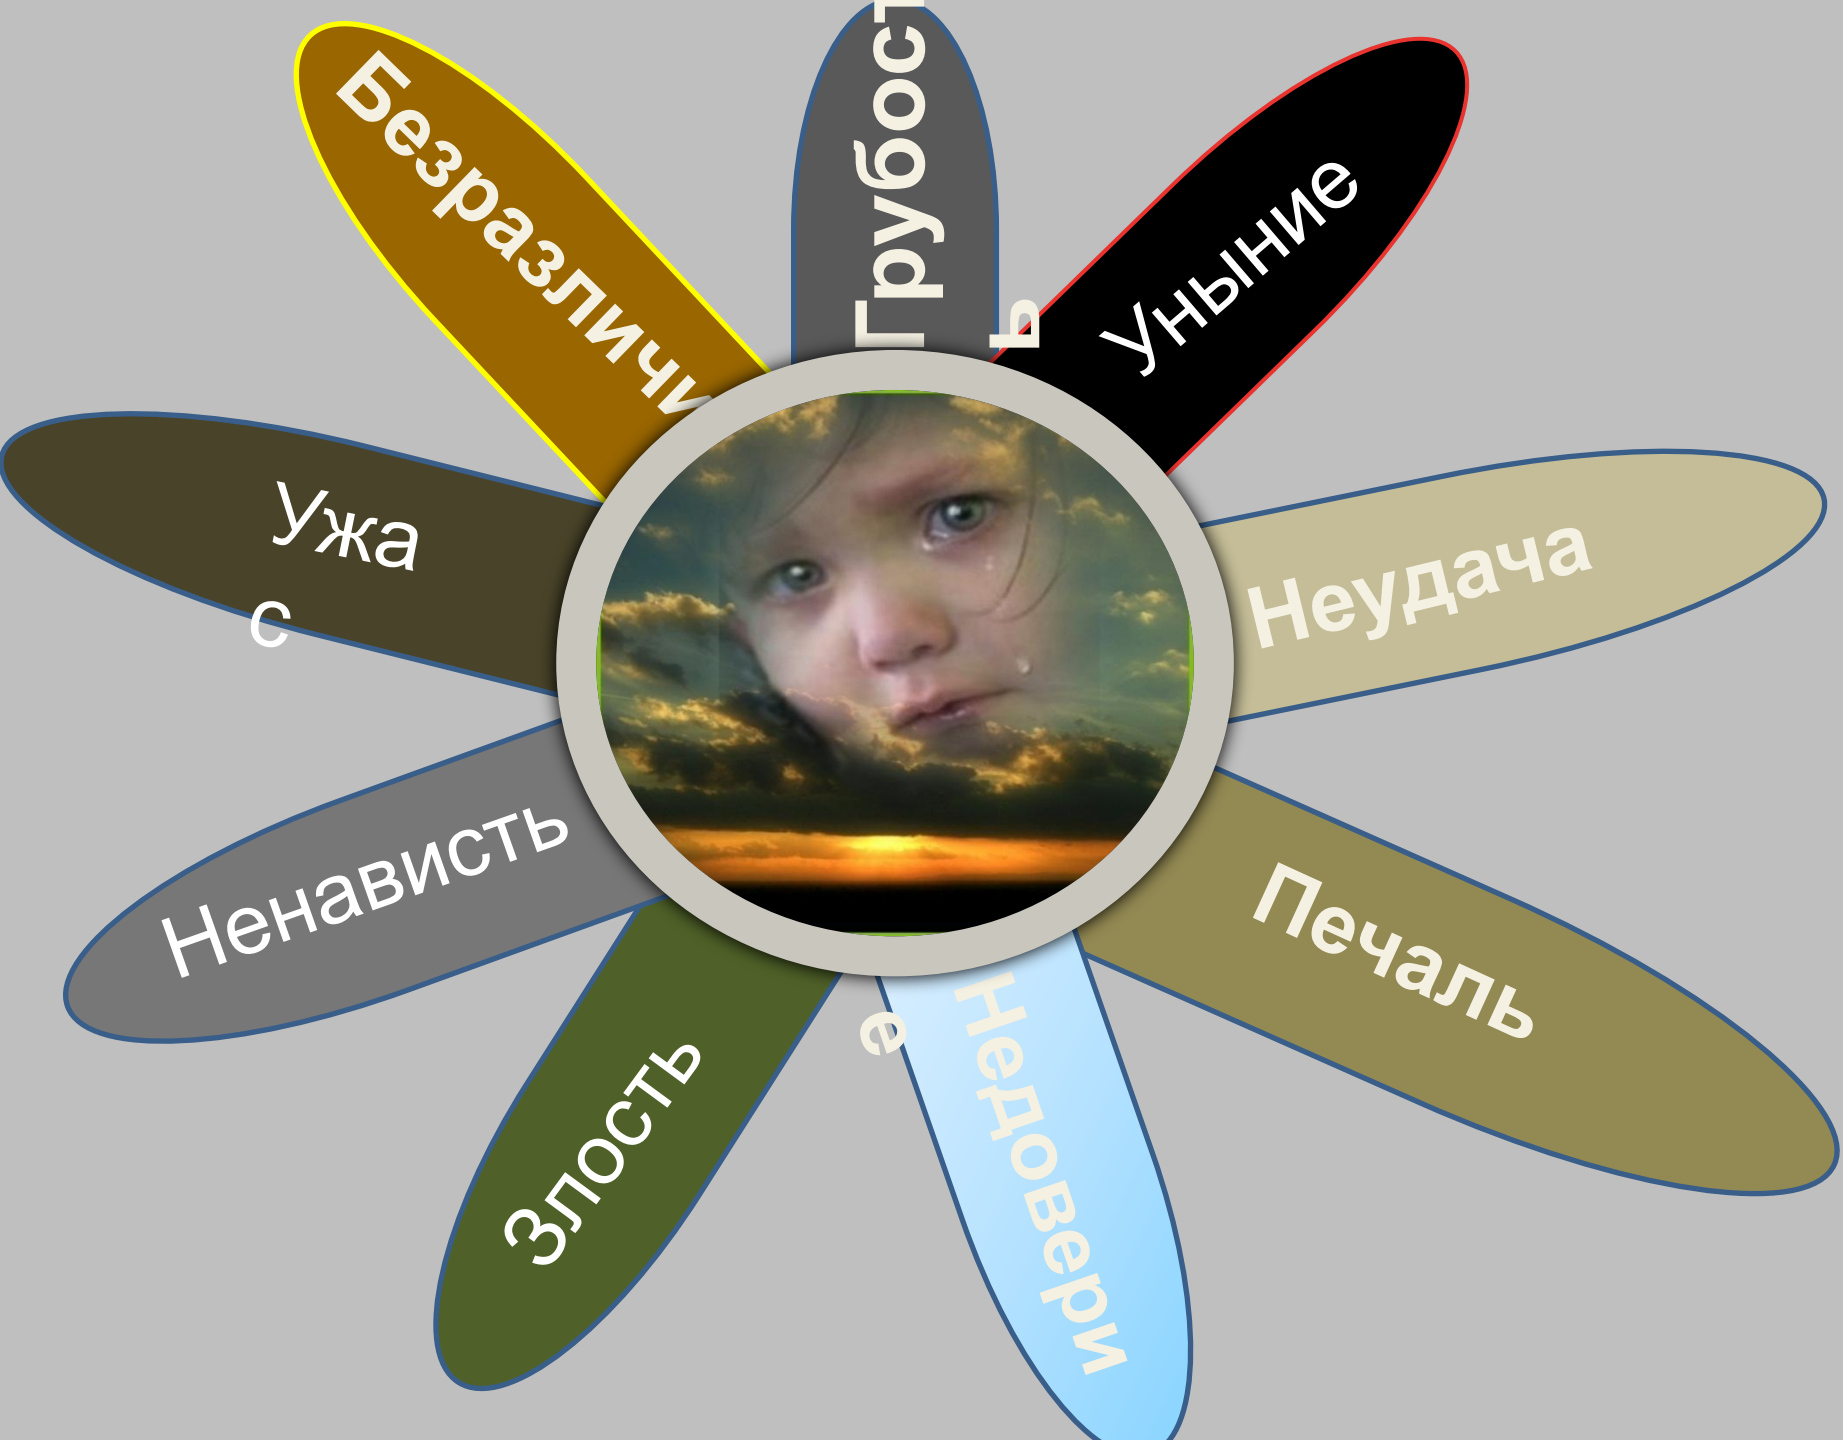 Грубост
ь
Уныние
Неудача
Печаль
Недовери
е
Злость
Ненависть
Ужа
с
Безразличи